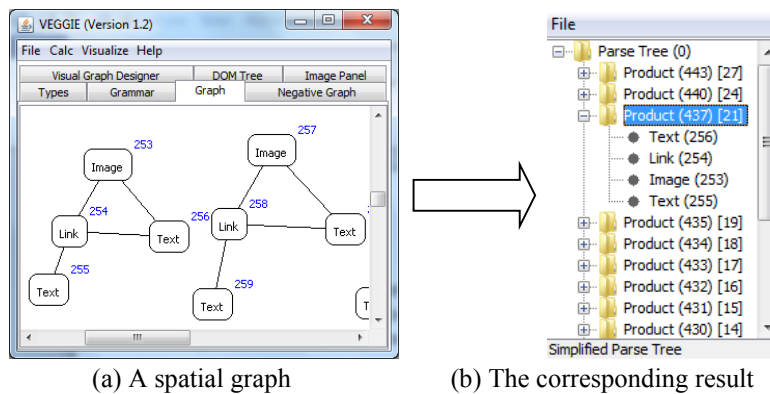 VEGGIE (Version 1.2)
File Calc Visualize Help
Visual Graph Designer DOM Tree Image Panel
Types Grammar Graph Negative Graph
253
Image
257
Image
254
Link
256
Text
258
Link
Text
255
Text
259
Text
File
Parse Tree (0)
Product (443) [27]
Product (440) [24]
Product (437) [21]
Text (256)
Link (254)
Image (253)
Text (255)
Product (435) [19]
Product (434) [18]
Product (433) [17]
Product (432) [16]
Product (431) [15]
Product (430) [14]
Simplified Parse Tree
(a) A spatial graph
(b) The corresponding result